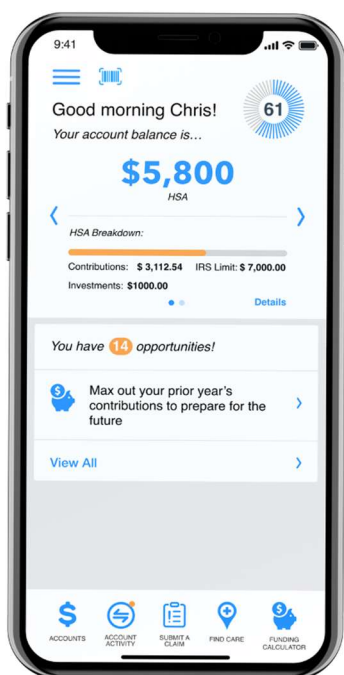 9:41
Good morning Chris!
61
Your account balance is...
$5,800
HSA
HSA Breakdown:
Contributions: $ 3,112.54 IRS Limit: $ 7,000.00
Investments: $1000.00
Details
You have 14 opportunities!
Max out your prior year's
contributions to prepare for the
future
View All
ACCOUNTS
ACCOUNT
ACTIVITY
SUBMIT A
CLAIM
FIND CARE
FUNDING
CALCULATOR